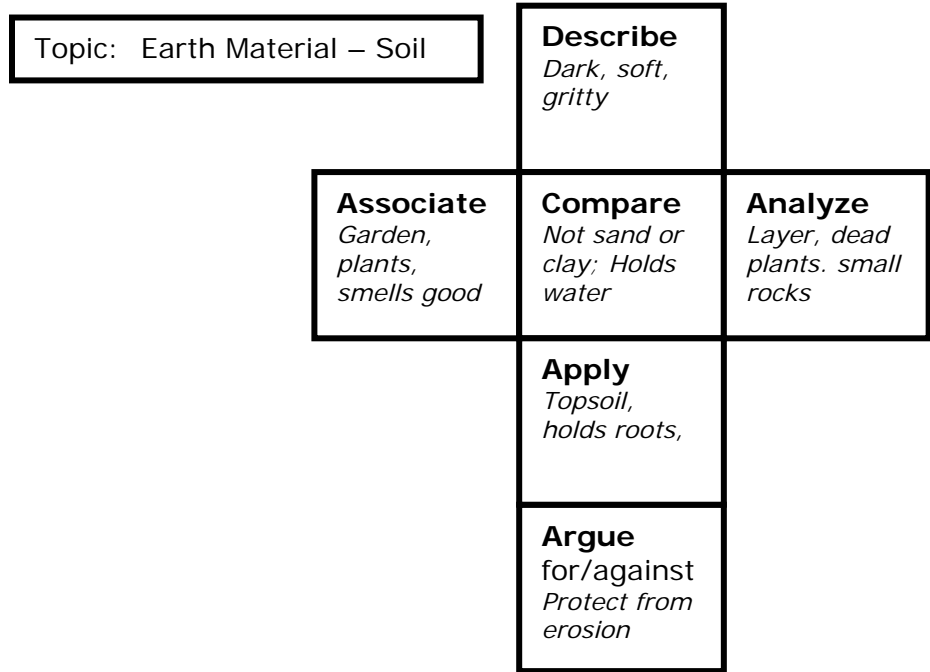 Topic: Earth Material – Soil
Describe
Dark, soft,
gritty
Associate
Garden,
plants,
smells good
Compare
Not sand or
clay; Holds
water
Analyze
Layer, dead
plants. small
rocks
Apply
Topsoil,
holds roots,
Argue
for/against
Protect from
erosion